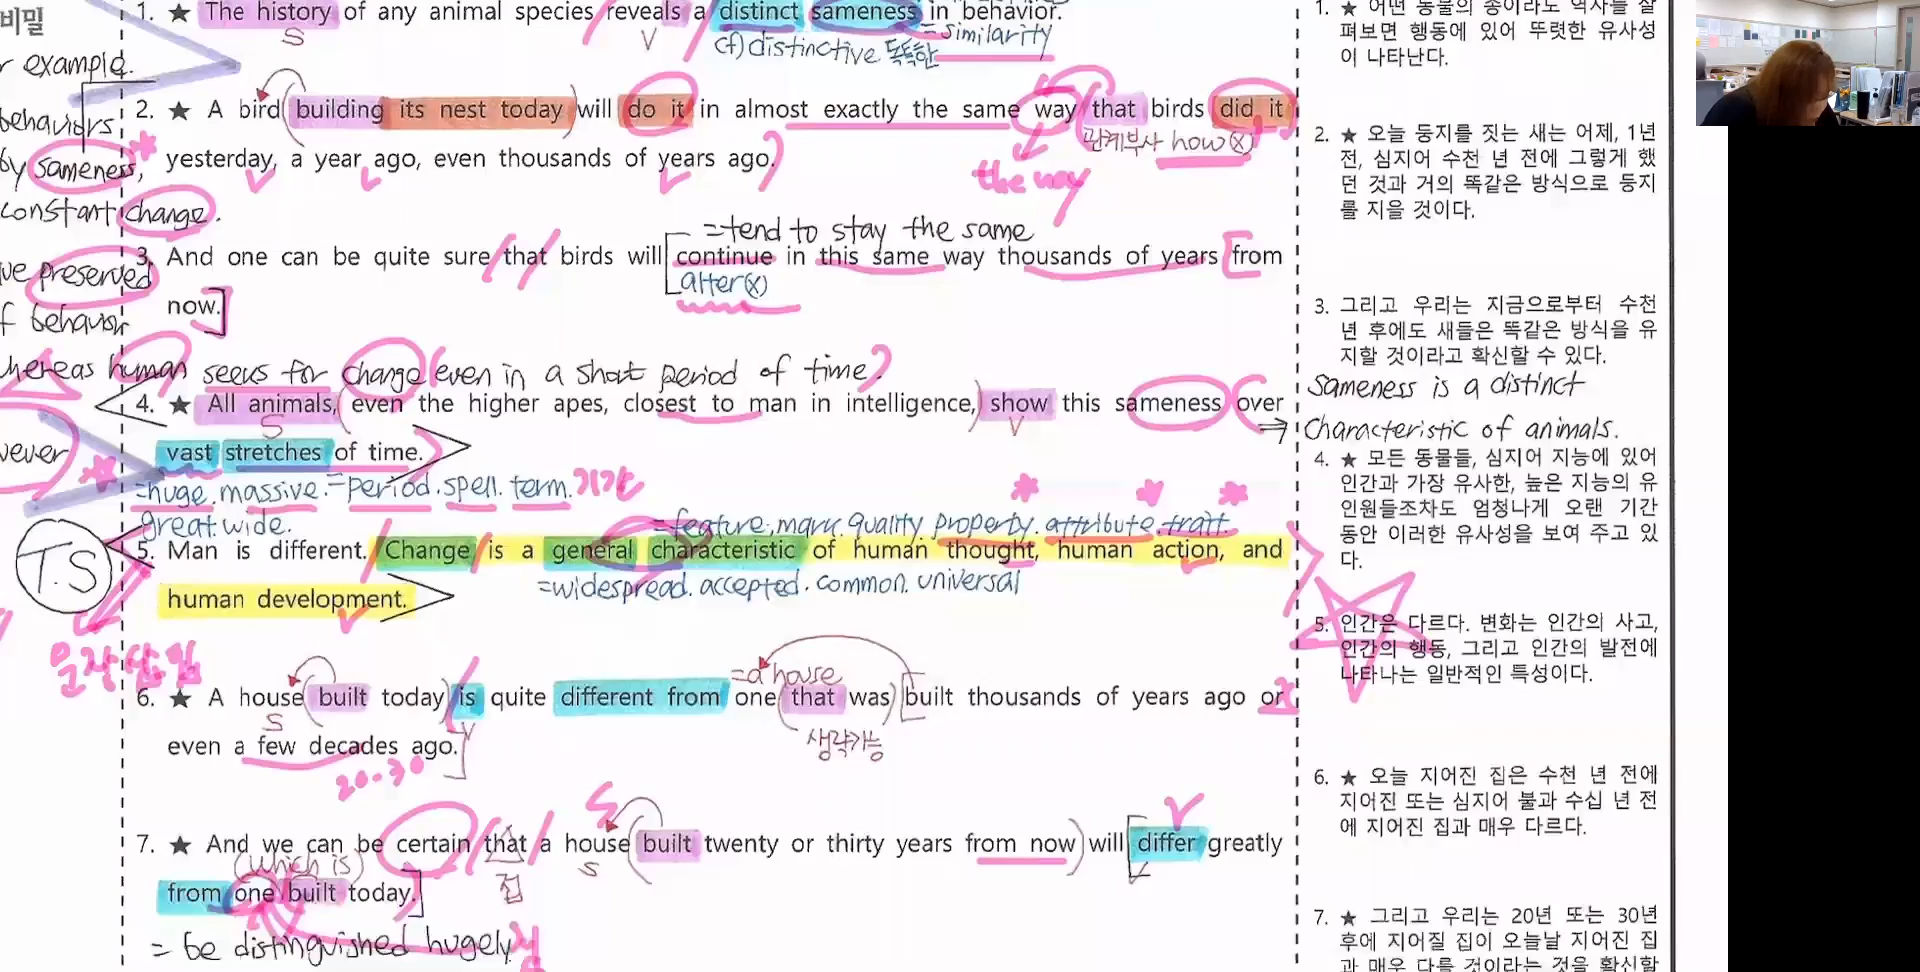 비밀
example.
behaviors
by sameness,
constant change.
preserved
behavior
whereas human seeks for change even in a short period of time
T.S
문장삽입
1. ★ The history of any animal species reveals a distinct sameness in behavior.
S
V
cf) distinctive 독특한
= similarity
2. ★ A bird building its nest today will do it in almost exactly the same way that birds did it
관계부사 how(x)
the way
yesterday, a year ago, even thousands of years ago.
=tend to stay the same
3. And one can be quite sure that birds will continue in this same way thousands of years from
alter(x)
now.
4. ★ All animals, even the higher apes, closest to man in intelligence, show this sameness over
S
V
vast stretches of time.
=huge. massive. =period. spell. term. 기간
great. wide.
=feature. mark. quality. property. attribute. trait.
5. Man is different. Change is a general characteristic of human thought, human action, and
=widespread. accepted. common. universal
human development.
=a house
6. ★ A house built today is quite different from one that was built thousands of years ago or
S
V
생략가능
even a few decades ago.
20-30
7. ★ And we can be certain that a house built twenty or thirty years from now will differ greatly
(which is)
S
from one built today.
= be distinguished hugely
1. ★ 어떤 동물의 종이라도 역사를 살
펴보면 행동에 있어 뚜렷한 유사성
이 나타난다.
2. ★ 오늘 둥지를 짓는 새는 어제, 1년
전, 심지어 수천 년 전에 그렇게 했
던 것과 거의 똑같은 방식으로 둥지
를 지을 것이다.
3. 그리고 우리는 지금으로부터 수천
년 후에도 새들은 똑같은 방식을 유
지할 것이라고 확신할 수 있다.
Sameness is a distinct
Characteristic of animals.
4. ★ 모든 동물들, 심지어 지능에 있어
인간과 가장 유사한, 높은 지능의 유
인원들조차도 엄청나게 오랜 기간
동안 이러한 유사성을 보여 주고 있
다.
5. 인간은 다르다. 변화는 인간의 사고,
인간의 행동, 그리고 인간의 발전에
나타나는 일반적인 특성이다.
6. ★ 오늘 지어진 집은 수천 년 전에
지어진 또는 심지어 불과 수십 년 전
에 지어진 집과 매우 다르다.
7. ★ 그리고 우리는 20년 또는 30년
후에 지어질 집이 오늘날 지어진 집
과 매우 다를 것이라는 것을 확신할